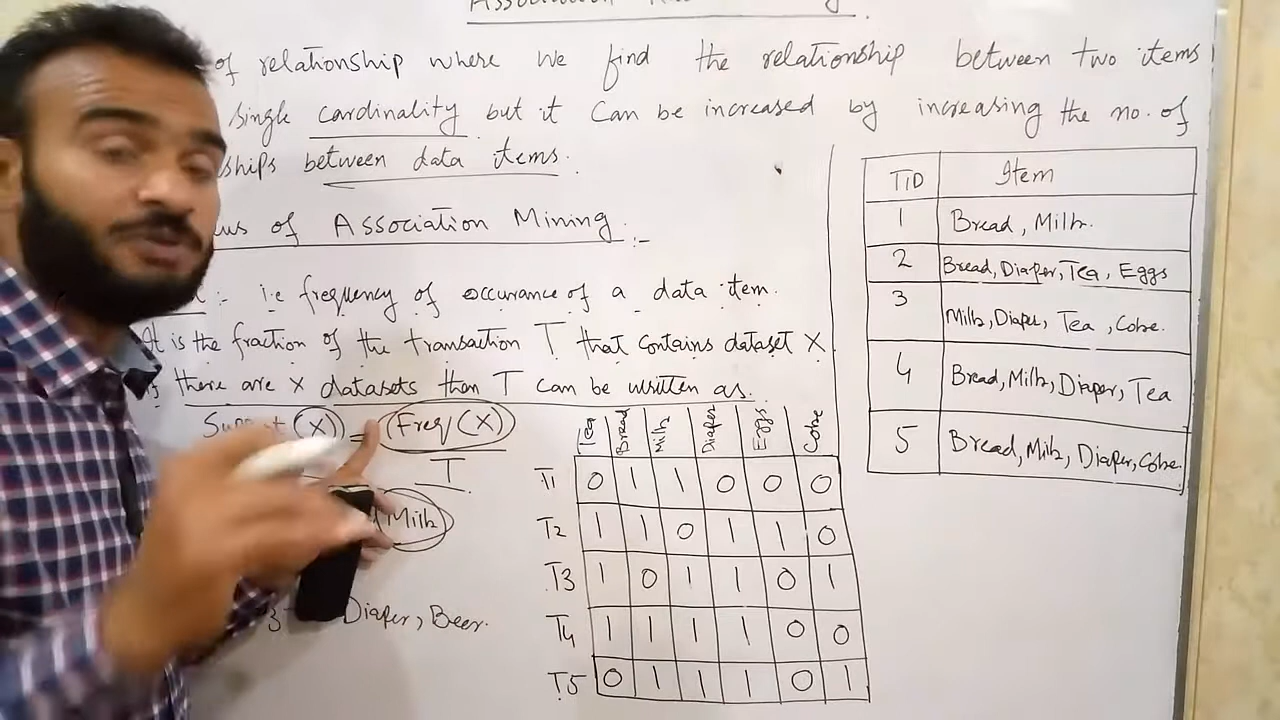 Association
of relationship where we find the relationship between two items
single cardinality but it can be increased by increasing the no. of
ships between data items.
of Association Mining :-
:- i.e frequency of occurance of a data item.
It is the fraction of the transaction T that contains dataset X
there are X datasets then T can be written as.
(X) = Freq (X)
T
Milk
3 Diaper, Beer.
Tea Bread Milk Diaper Eggs Coke
T1 0 1 1 0 0 0
T2 1 1 0 1 1 0
T3 1 0 1 1 0 1
T4 1 1 1 1 0 0
T5 0 1 1 1 0 1
TID Item
1 Bread, Milk.
2 Bread, Diaper, Tea, Eggs
3 Milk, Diaper, Tea, Coke.
4 Bread, Milk, Diaper, Tea
5 Bread, Milk, Diaper, Coke.